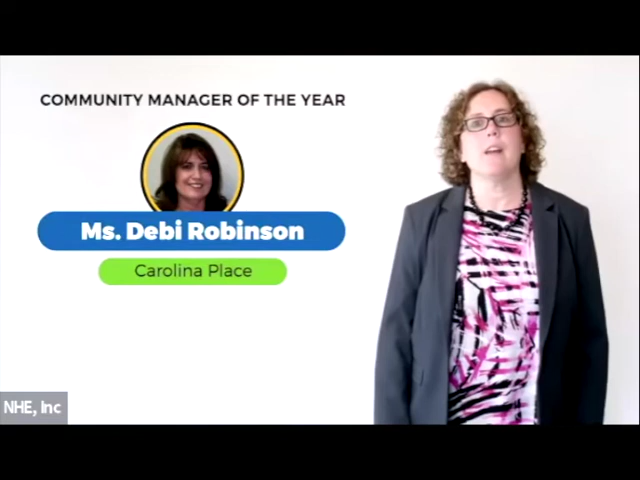 COMMUNITY MANAGER OF THE YEAR
Ms. Debi Robinson
Carolina Place
NHE, Inc